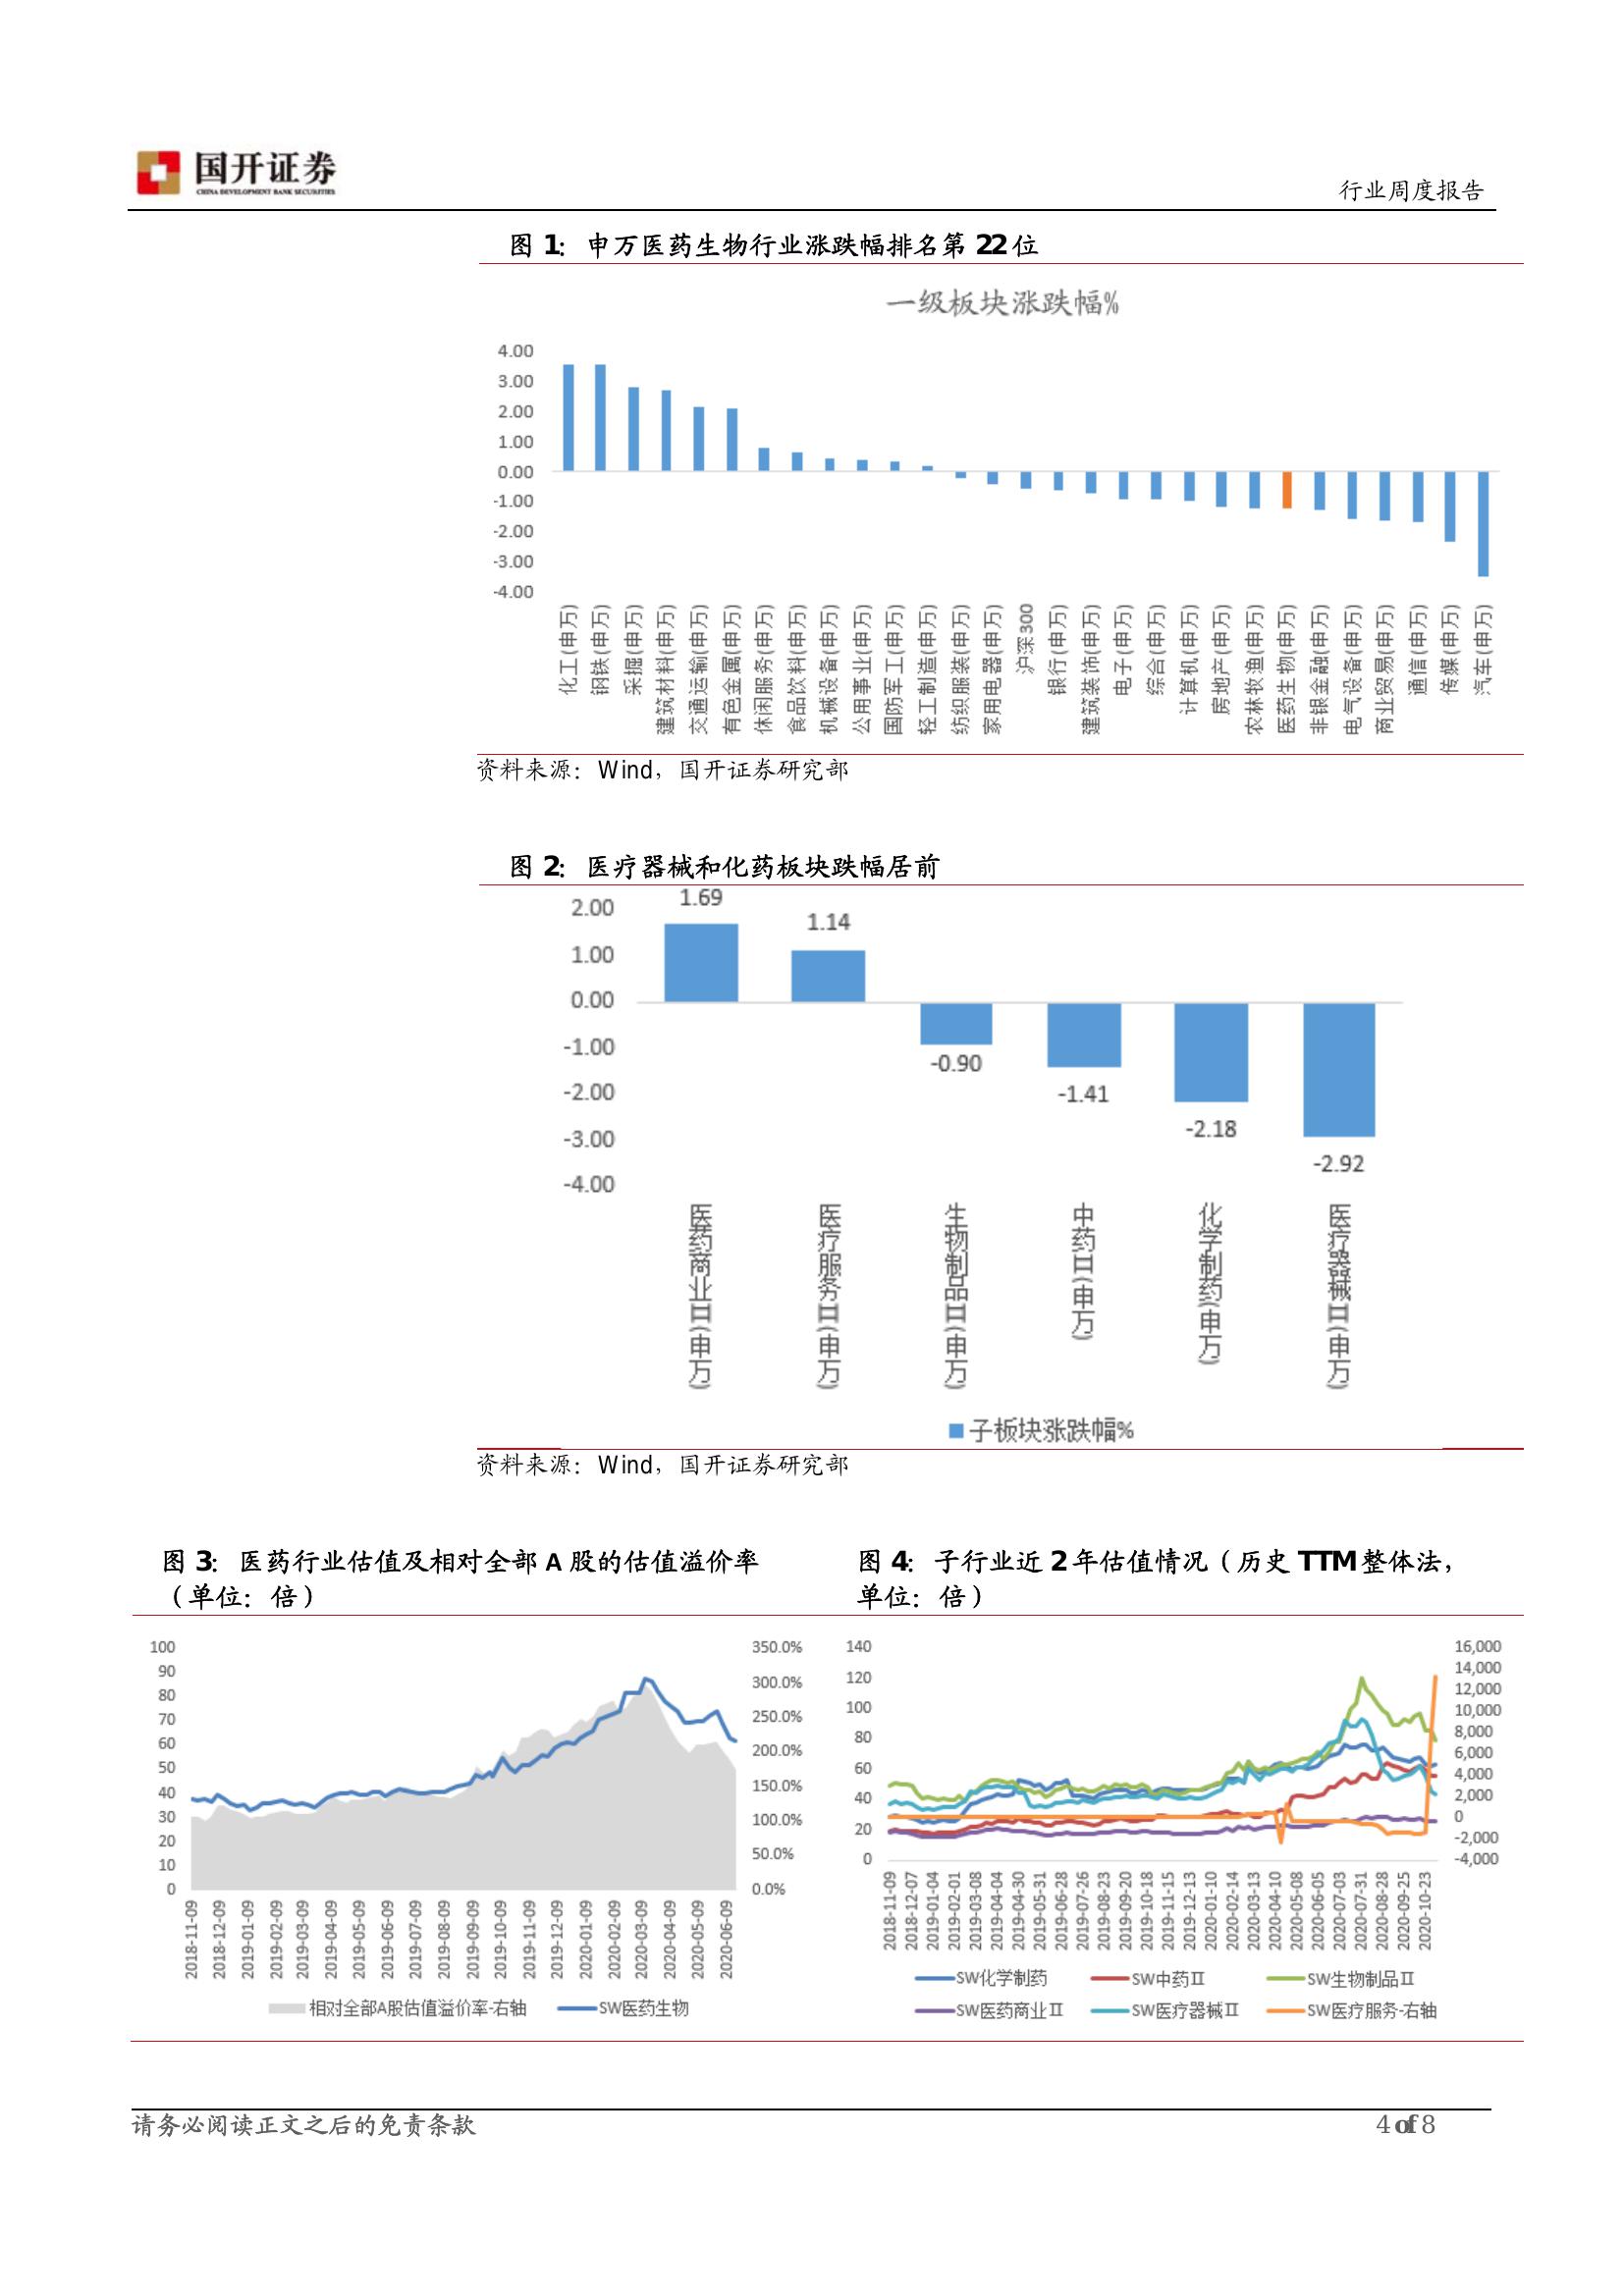 国开证券
CHINA DEVELOPMENT BANK SECURITIES
行业周度报告
图 1: 申万医药生物行业涨跌幅排名第 22 位
一级板块涨跌幅%
4.00
3.00
2.00
1.00
0.00
-1.00
-2.00
-3.00
-4.00
化工(申万)
钢铁(申万)
采掘(申万)
建筑材料(申万)
交通运输(申万)
有色金属(申万)
休闲服务(申万)
食品饮料(申万)
机械设备(申万)
公用事业(申万)
国防军工(申万)
轻工制造(申万)
纺织服装(申万)
家用电器(申万)
沪深300
银行(申万)
建筑装饰(申万)
电子(申万)
综合(申万)
计算机(申万)
房地产(申万)
农林牧渔(申万)
医药生物(申万)
非银金融(申万)
电气设备(申万)
商业贸易(申万)
通信(申万)
传媒(申万)
汽车(申万)
资料来源：Wind，国开证券研究部
图 2: 医疗器械和化药板块跌幅居前
2.00
1.00
0.00
-1.00
-2.00
-3.00
-4.00
1.69
1.14
-0.90
-1.41
-2.18
-2.92
医药商业Ⅱ(申万)
医疗服务Ⅱ(申万)
生物制品Ⅱ(申万)
中药Ⅱ(申万)
化学制药(申万)
医疗器械Ⅱ(申万)
子板块涨跌幅%
资料来源：Wind，国开证券研究部
图 3: 医药行业估值及相对全部 A 股的估值溢价率
（单位：倍）
100
90
80
70
60
50
40
30
20
10
0
350.0%
300.0%
250.0%
200.0%
150.0%
100.0%
50.0%
0.0%
2018-11-09
2018-12-09
2019-01-09
2019-02-09
2019-03-09
2019-04-09
2019-05-09
2019-06-09
2019-07-09
2019-08-09
2019-09-09
2019-10-09
2019-11-09
2019-12-09
2020-01-09
2020-02-09
2020-03-09
2020-04-09
2020-05-09
2020-06-09
相对全部A股估值溢价率-右轴
SW医药生物
图 4: 子行业近 2 年估值情况（历史 TTM 整体法，
单位：倍）
140
120
100
80
60
40
20
0
16,000
14,000
12,000
10,000
8,000
6,000
4,000
2,000
0
-2,000
-4,000
2018-11-09
2018-12-07
2019-01-04
2019-02-01
2019-03-08
2019-04-04
2019-04-30
2019-05-31
2019-06-28
2019-07-26
2019-08-23
2019-09-20
2019-10-18
2019-11-15
2019-12-13
2020-01-10
2020-02-14
2020-03-13
2020-04-10
2020-05-08
2020-06-05
2020-07-03
2020-07-31
2020-08-28
2020-09-25
2020-10-23
SW化学制药
SW中药Ⅱ
SW生物制品Ⅱ
SW医药商业Ⅱ
SW医疗器械Ⅱ
SW医疗服务-右轴
请务必阅读正文之后的免责条款
4 of 8